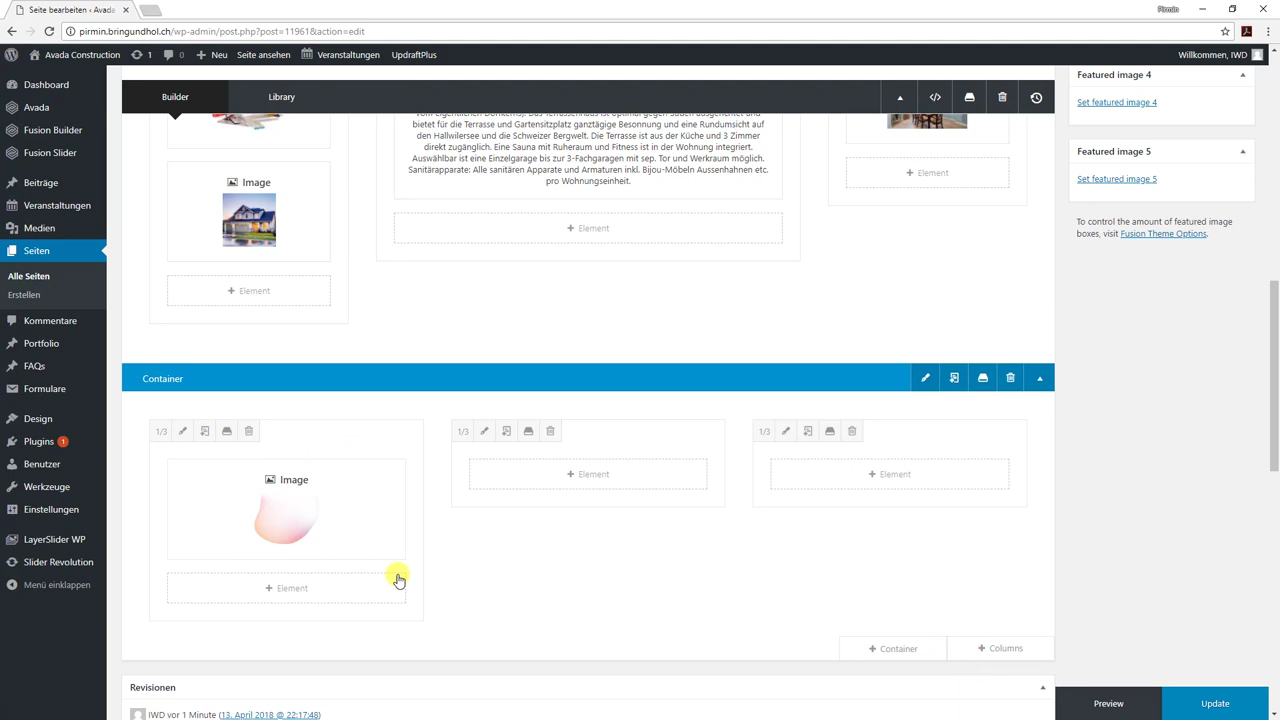 Seite bearbeiten ‹ Avada
Pirmin
pirmin.bringundhol.ch/wp-admin/post.php?post=11961&action=edit
Avada Construction
1
0
Neu
Seite ansehen
Veranstaltungen
UpdraftPlus
Willkommen, IWD
Dashboard
Avada
Fusion Builder
Fusion Slider
Beiträge
Veranstaltungen
Medien
Seiten
Alle Seiten
Erstellen
Kommentare
Portfolio
FAQs
Formulare
Design
Plugins 1
Benutzer
Werkzeuge
Einstellungen
LayerSlider WP
Slider Revolution
Menü einklappen
Builder
Library
bietet für die Terrasse und Gartensitzplatz ganztägige Besonnung und eine Rundumsicht auf
den Hallwilersee und die Schweizer Bergwelt. Die Terrasse ist aus der Küche und 3 Zimmer
direkt zugänglich. Eine Sauna mit Ruheraum und Fitness ist in der Wohnung integriert.
Auswählbar ist eine Einzelgarage bis zur 3-Fachgaragen mit sep. Tor und Werkraum möglich.
Sanitärapparate: Alle sanitären Apparate und Armaturen inkl. Bijou-Möbeln Aussenhahnen etc.
pro Wohnungseinheit.
Image
+ Element
+ Element
+ Element
Container
1/3
1/3
1/3
Image
+ Element
+ Element
+ Element
+ Container
+ Columns
Revisionen
IWD vor 1 Minute (13. April 2018 @ 22:17:48)
Featured image 4
Set featured image 4
Featured image 5
Set featured image 5
To control the amount of featured image
boxes, visit Fusion Theme Options.
Preview
Update